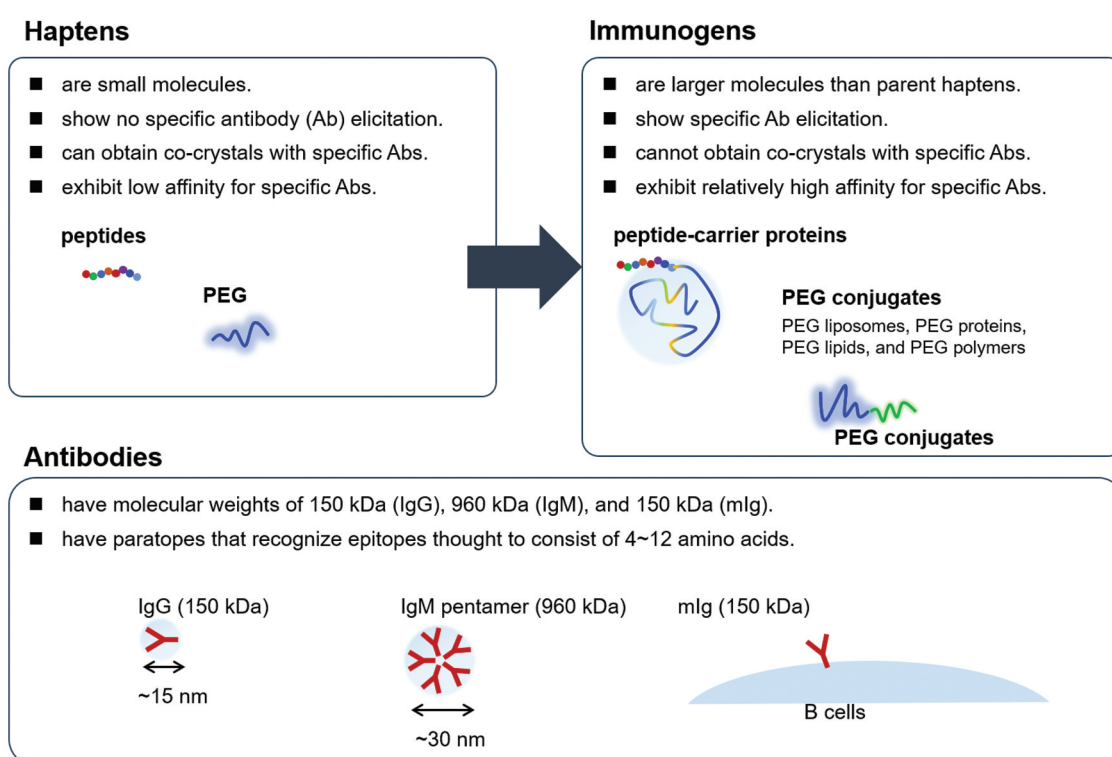 Haptens
■ are small molecules.
■ show no specific antibody (Ab) elicitation.
■ can obtain co-crystals with specific Abs.
■ exhibit low affinity for specific Abs.
peptides
PEG
Immunogens
■ are larger molecules than parent haptens.
■ show specific Ab elicitation.
■ cannot obtain co-crystals with specific Abs.
■ exhibit relatively high affinity for specific Abs.
peptide-carrier proteins
PEG conjugates
PEG liposomes, PEG proteins,
PEG lipids, and PEG polymers
PEG conjugates
Antibodies
■ have molecular weights of 150 kDa (IgG), 960 kDa (IgM), and 150 kDa (mIg).
■ have paratopes that recognize epitopes thought to consist of 4~12 amino acids.
IgG (150 kDa)
~15 nm
IgM pentamer (960 kDa)
~30 nm
mIg (150 kDa)
B cells